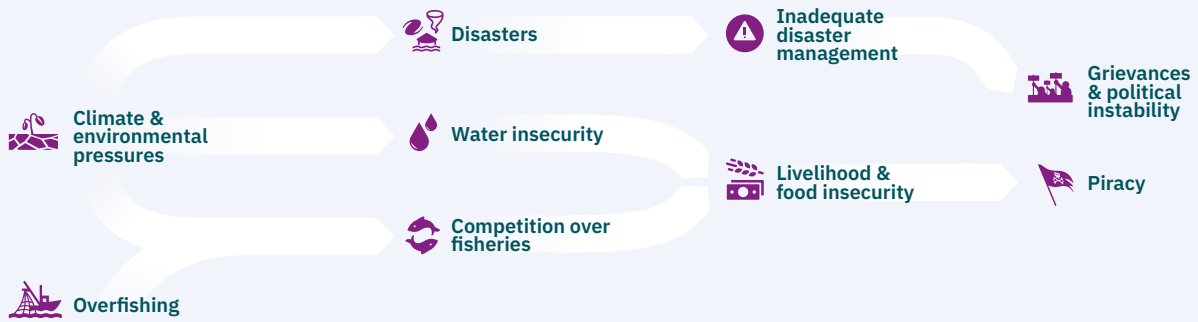 Disasters
Inadequate
disaster
management
Grievances
& political
instability
Climate &
environmental
pressures
Water insecurity
Livelihood &
food insecurity
Piracy
Competition over
fisheries
Overfishing